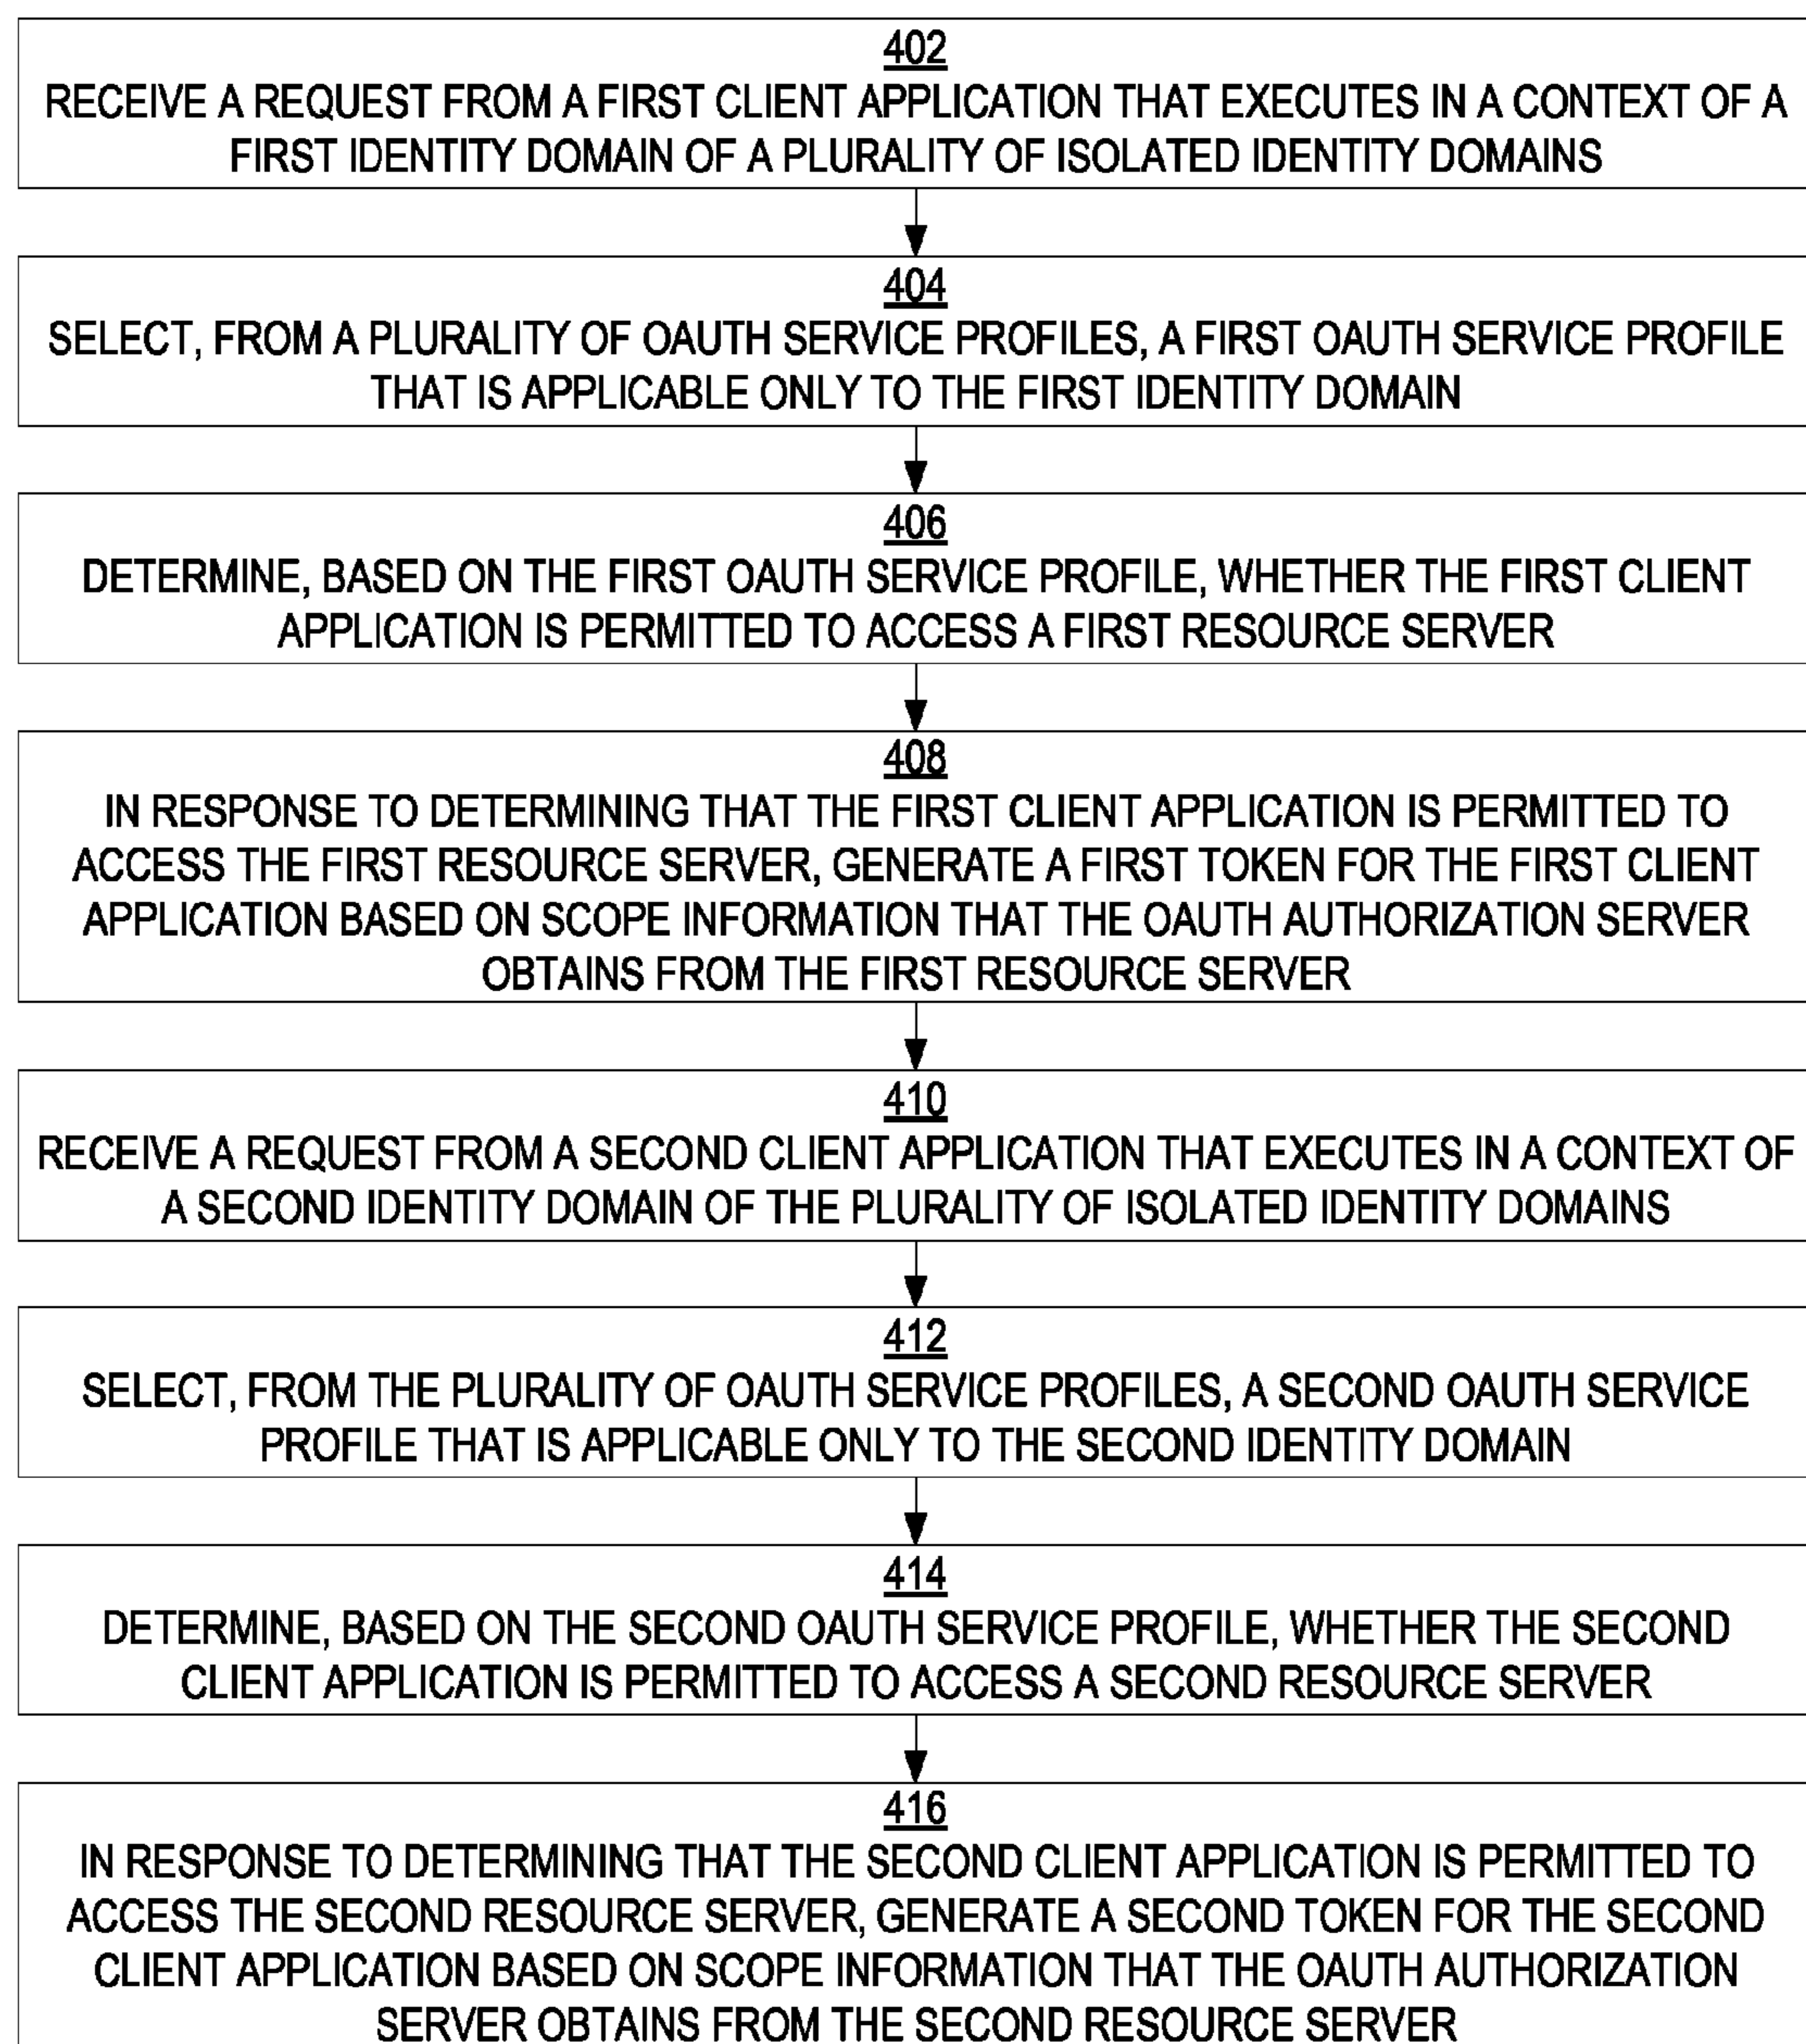 402
RECEIVE A REQUEST FROM A FIRST CLIENT APPLICATION THAT EXECUTES IN A CONTEXT OF A
FIRST IDENTITY DOMAIN OF A PLURALITY OF ISOLATED IDENTITY DOMAINS
404
SELECT, FROM A PLURALITY OF OAUTH SERVICE PROFILES, A FIRST OAUTH SERVICE PROFILE
THAT IS APPLICABLE ONLY TO THE FIRST IDENTITY DOMAIN
406
DETERMINE, BASED ON THE FIRST OAUTH SERVICE PROFILE, WHETHER THE FIRST CLIENT
APPLICATION IS PERMITTED TO ACCESS A FIRST RESOURCE SERVER
408
IN RESPONSE TO DETERMINING THAT THE FIRST CLIENT APPLICATION IS PERMITTED TO
ACCESS THE FIRST RESOURCE SERVER, GENERATE A FIRST TOKEN FOR THE FIRST CLIENT
APPLICATION BASED ON SCOPE INFORMATION THAT THE OAUTH AUTHORIZATION SERVER
OBTAINS FROM THE FIRST RESOURCE SERVER
410
RECEIVE A REQUEST FROM A SECOND CLIENT APPLICATION THAT EXECUTES IN A CONTEXT OF
A SECOND IDENTITY DOMAIN OF THE PLURALITY OF ISOLATED IDENTITY DOMAINS
412
SELECT, FROM THE PLURALITY OF OAUTH SERVICE PROFILES, A SECOND OAUTH SERVICE
PROFILE THAT IS APPLICABLE ONLY TO THE SECOND IDENTITY DOMAIN
414
DETERMINE, BASED ON THE SECOND OAUTH SERVICE PROFILE, WHETHER THE SECOND
CLIENT APPLICATION IS PERMITTED TO ACCESS A SECOND RESOURCE SERVER
416
IN RESPONSE TO DETERMINING THAT THE SECOND CLIENT APPLICATION IS PERMITTED TO
ACCESS THE SECOND RESOURCE SERVER, GENERATE A SECOND TOKEN FOR THE SECOND
CLIENT APPLICATION BASED ON SCOPE INFORMATION THAT THE OAUTH AUTHORIZATION
SERVER OBTAINS FROM THE SECOND RESOURCE SERVER